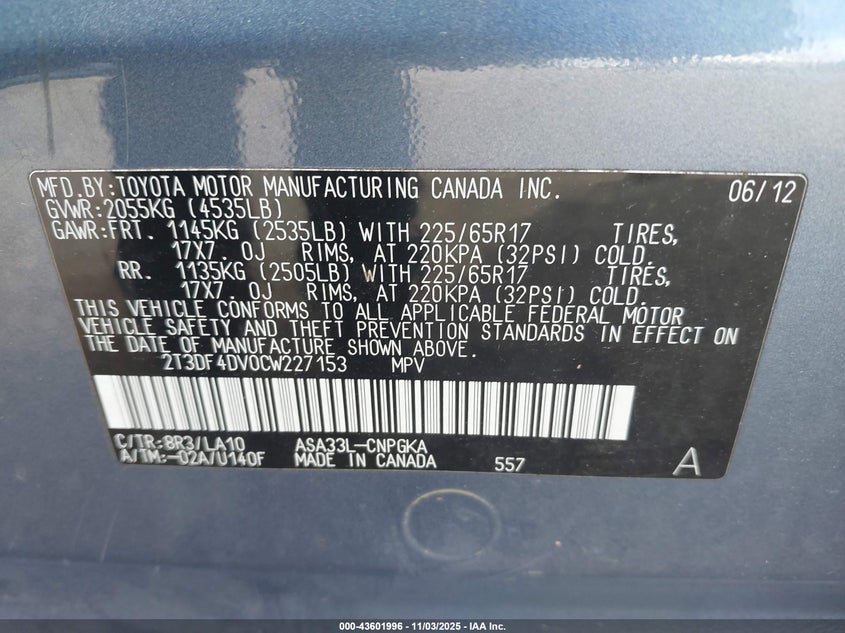 MFD.BY:TOYOTA MOTOR MANUFACTURING CANADA INC. 06/12
GVWR:2055KG (4535LB)
GAWR:FRT. 1145KG (2535LB) WITH 225/65R17 TIRES,
17X7.0J RIMS, AT 220KPA (32PSI) COLD.
RR. 1135KG (2505LB) WITH 225/65R17 TIRES,
17X7.0J RIMS, AT 220KPA (32PSI) COLD.
THIS VEHICLE CONFORMS TO ALL APPLICABLE FEDERAL MOTOR
VEHICLE SAFETY AND THEFT PREVENTION STANDARDS IN EFFECT ON
THE DATE OF MANUFACTURE SHOWN ABOVE.
2T3DF4DV0CW227153 MPV
C/TR:8R3/LA10 ASA33L-CNPGKA
A/TM:-02A/U140F MADE IN CANADA 557 A
000-43601996 - 11/03/2025 - IAA Inc.